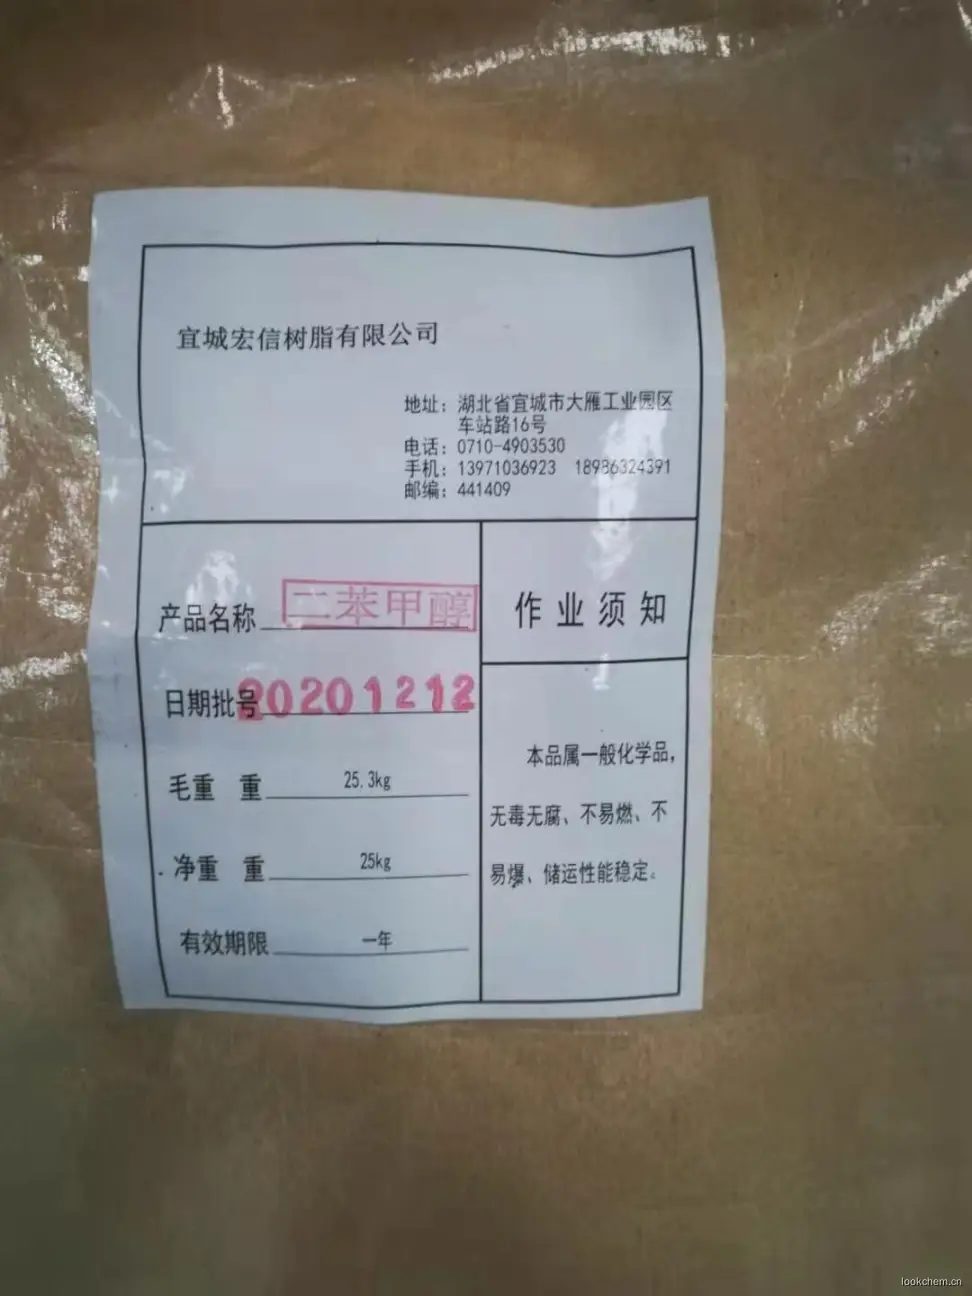 宜城宏信树脂有限公司
地址：湖北省宜城市大雁工业园区
车站路16号
电话：0710-4903530
手机：13971036923 18986324391
邮编：441409
产品名称 二苯甲醇
日期批号 20201212
毛重 重 25.3kg
净重 重 25kg
有效期限 一年
作业须知
本品属一般化学品，
无毒无腐、不易燃、不
易爆、储运性能稳定。
lookchem.cn